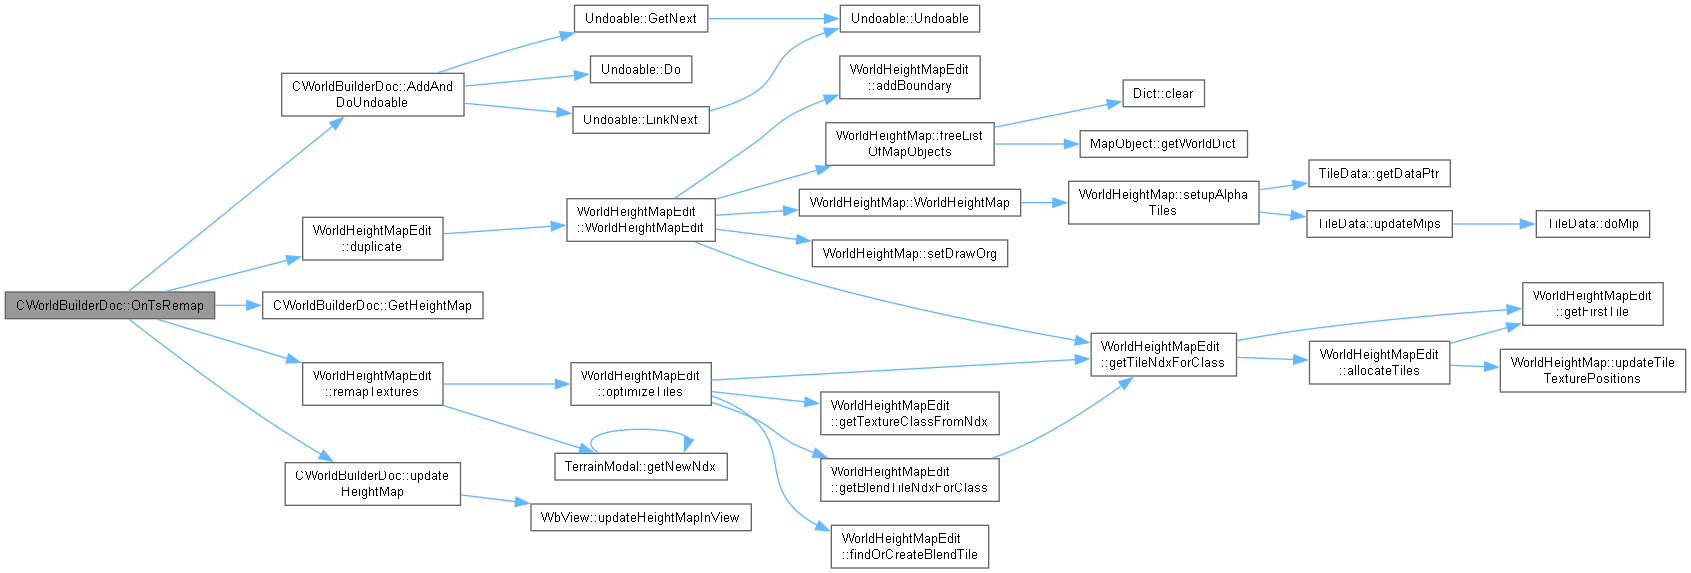 CWorldBuilderDoc::OnTsRemap
CWorldBuilderDoc::AddAnd
DoUndoable
Undoable::GetNext
Undoable::Undoable
Undoable::Do
Undoable::LinkNext
WorldHeightMapEdit
::duplicate
WorldHeightMapEdit
::WorldHeightMapEdit
WorldHeightMapEdit
::addBoundary
WorldHeightMap::freeList
OfMapObjects
Dict::clear
MapObject::getWorldDict
WorldHeightMap::WorldHeightMap
WorldHeightMap::setupAlpha
Tiles
TileData::getDataPtr
TileData::updateMips
TileData::doMip
WorldHeightMap::setDrawOrg
WorldHeightMapEdit
::getTileNdxForClass
WorldHeightMapEdit
::getFirstTile
WorldHeightMapEdit
::allocateTiles
WorldHeightMap::updateTile
TexturePositions
CWorldBuilderDoc::GetHeightMap
WorldHeightMapEdit
::remapTextures
WorldHeightMapEdit
::optimizeTiles
WorldHeightMapEdit
::getTextureClassFromNdx
WorldHeightMapEdit
::getBlendTileNdxForClass
WorldHeightMapEdit
::findOrCreateBlendTile
TerrainModal::getNewNdx
CWorldBuilderDoc::update
HeightMap
WbView::updateHeightMapInView